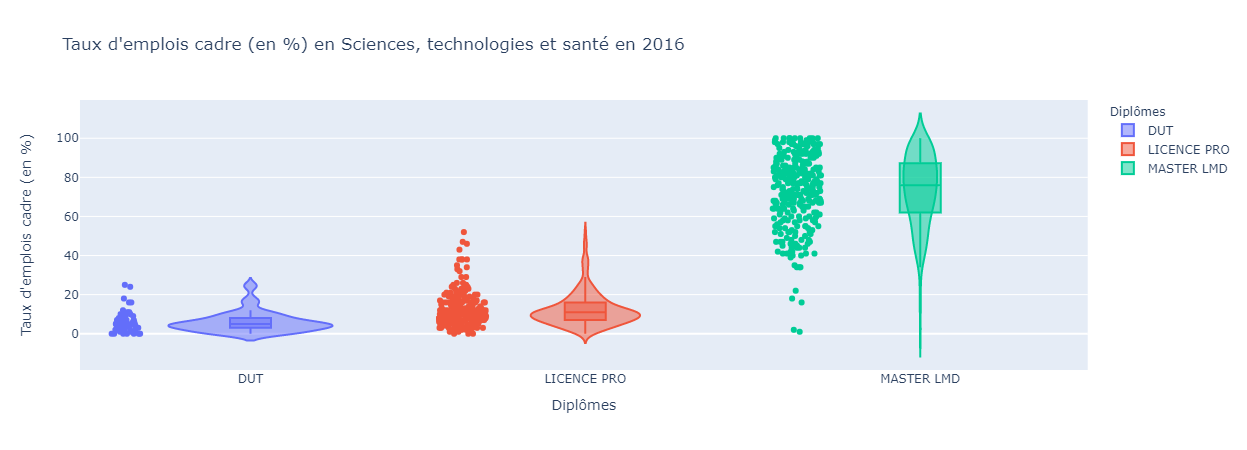 Taux d'emplois cadre (en %) en Sciences, technologies et santé en 2016
Diplômes
DUT
LICENCE PRO
MASTER LMD
Taux d'emplois cadre (en %)
100
80
60
40
20
0
DUT
LICENCE PRO
MASTER LMD
Diplômes